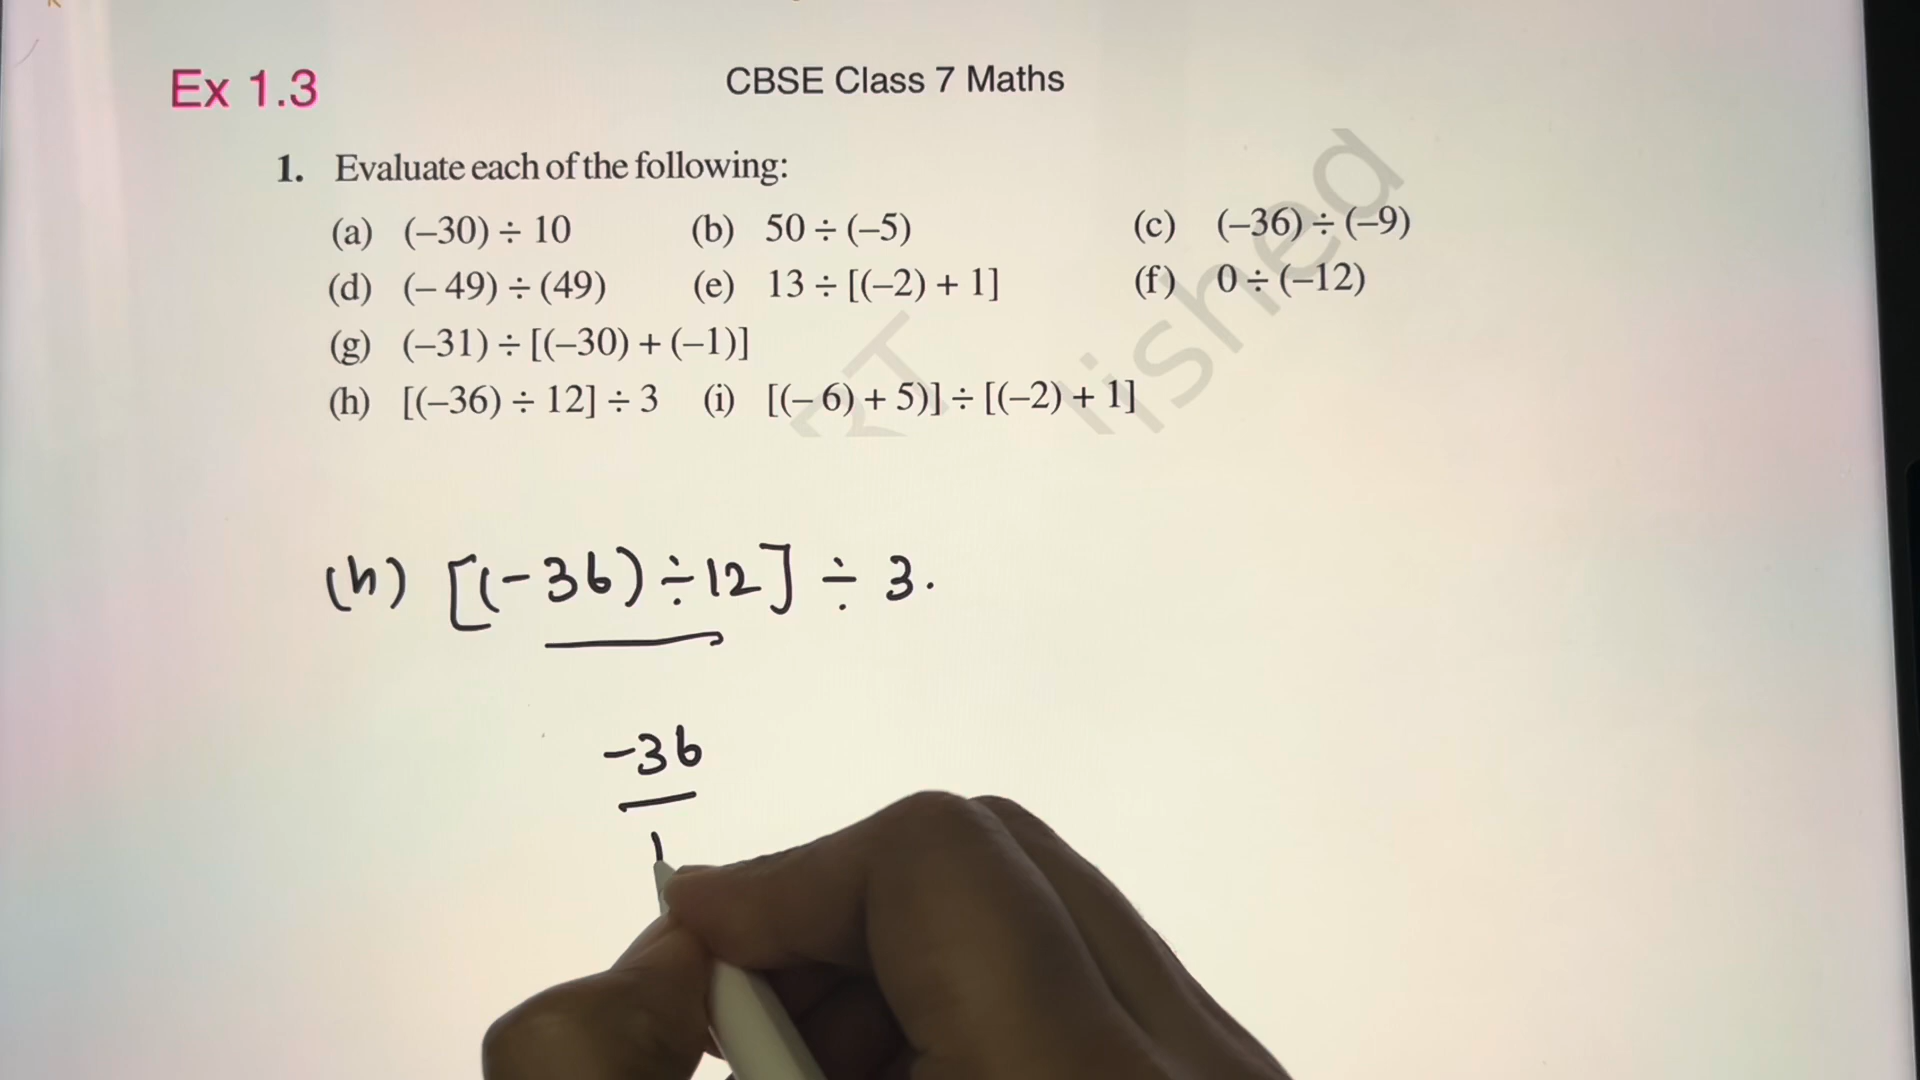 Ex 1.3
CBSE Class 7 Maths
1. Evaluate each of the following:
(a) (–30) ÷ 10 (b) 50 ÷ (–5) (c) (–36) ÷ (–9)
(d) (– 49) ÷ (49) (e) 13 ÷ [(–2) + 1] (f) 0 ÷ (–12)
(g) (–31) ÷ [(–30) + (–1)]
(h) [(–36) ÷ 12] ÷ 3 (i) [(– 6) + 5)] ÷ [(–2) + 1]
(h) [(-36) ÷ 12] ÷ 3.
-36
1